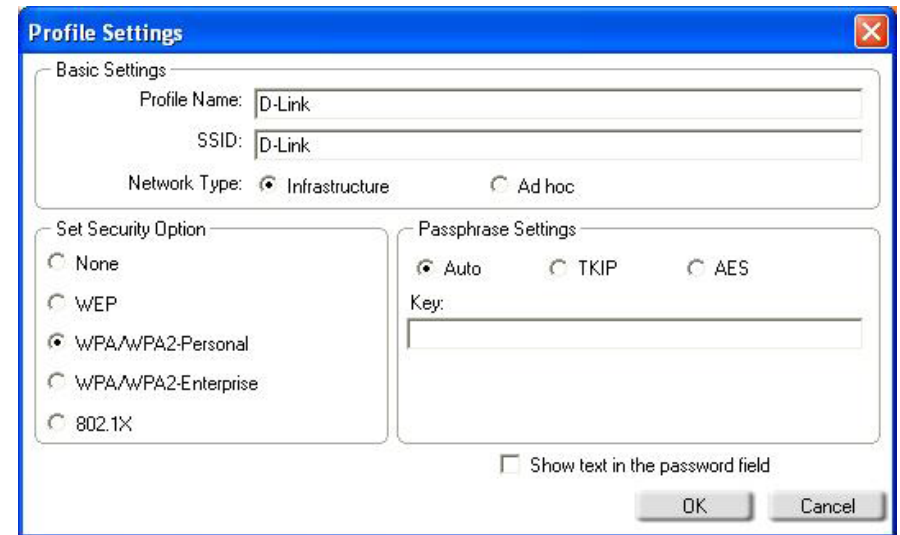 Profile Settings
Basic Settings
Profile Name: D-Link
SSID: D-Link
Network Type: Infrastructure Ad hoc
Set Security Option
None
WEP
WPA/WPA2-Personal
WPA/WPA2-Enterprise
802.1X
Passphrase Settings
Auto TKIP AES
Key:
Show text in the password field
OK Cancel